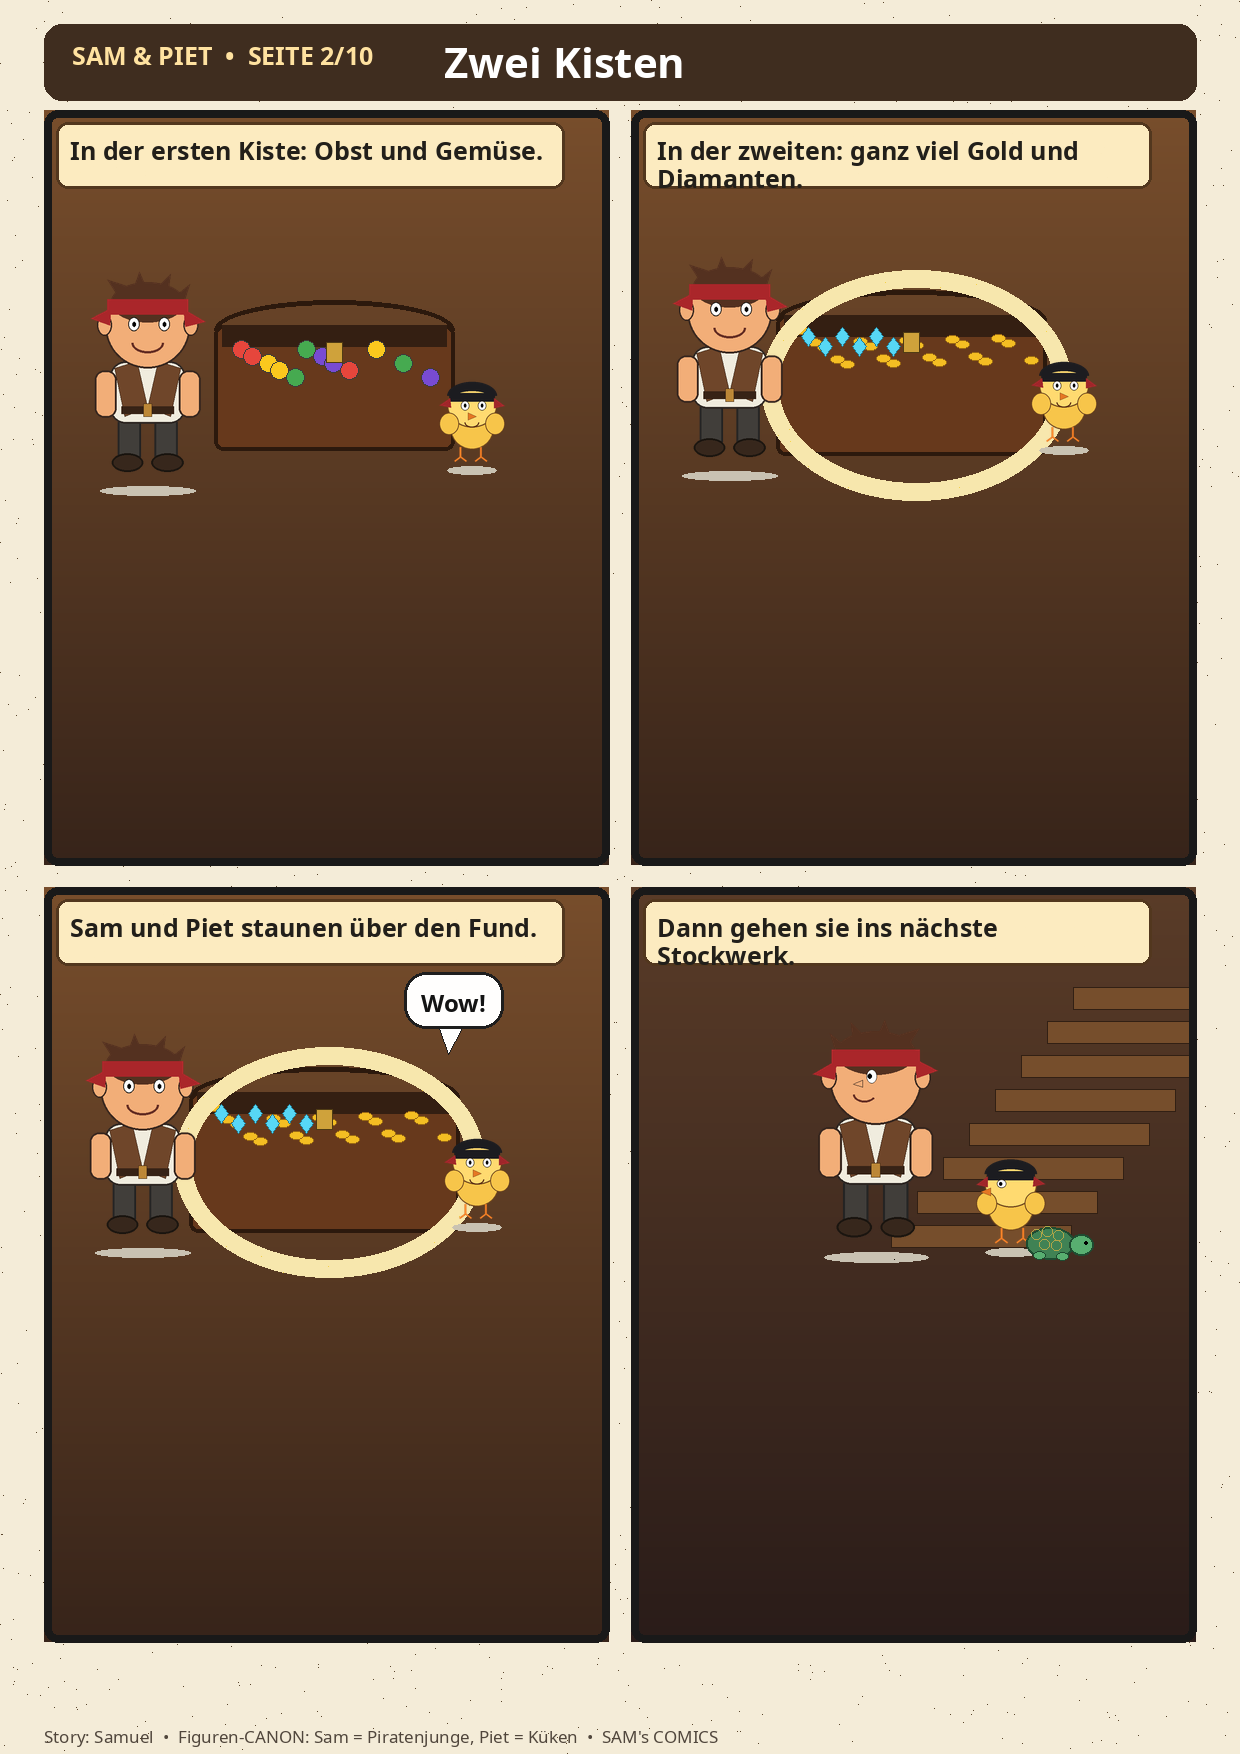 SAM & PIET • SEITE 2/10
Zwei Kisten
In der ersten Kiste: Obst und Gemüse.
In der zweiten: ganz viel Gold und
Diamanten.
Sam und Piet staunen über den Fund.
Wow!
Dann gehen sie ins nächste
Stockwerk.
Story: Samuel • Figuren-CANON: Sam = Piratenjunge, Piet = Küken • SAM's COMICS